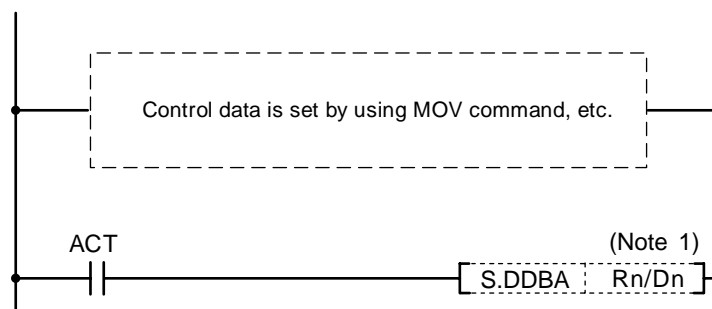 Control data is set by using MOV command, etc.
ACT
(Note 1)
S.DDBA Rn/Dn